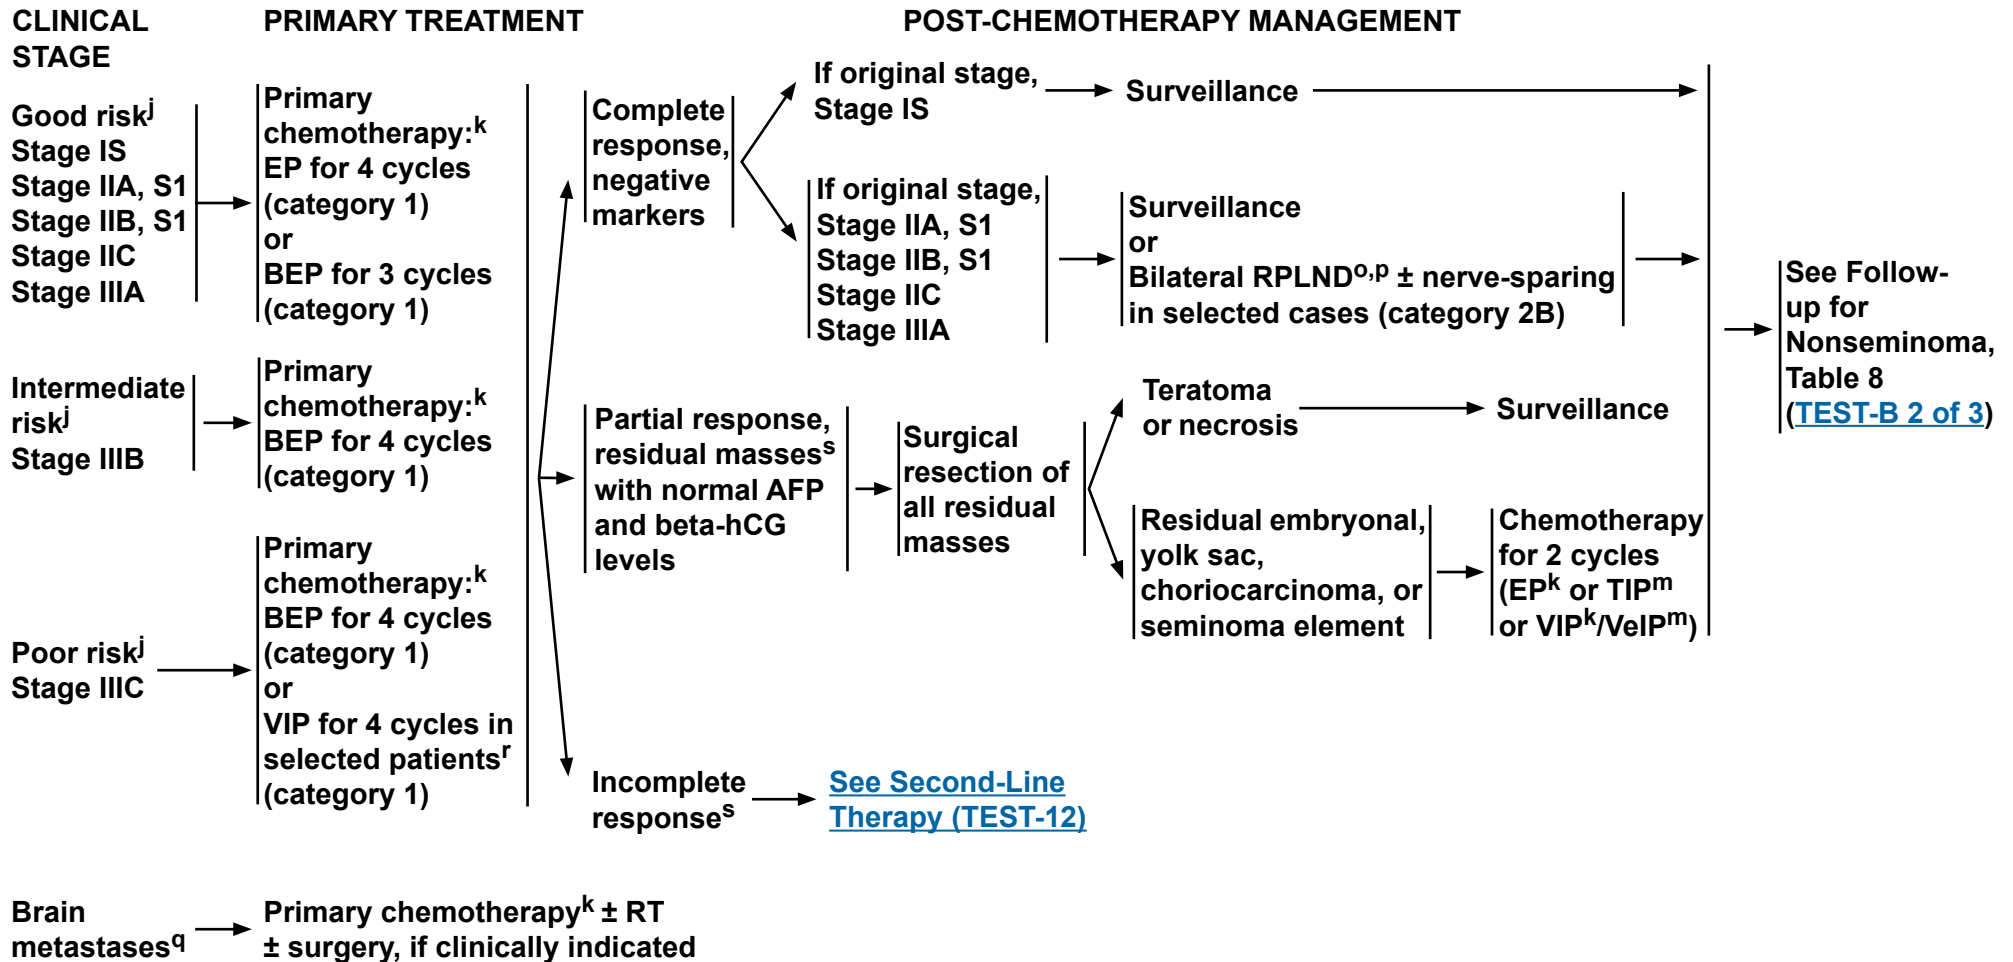 CLINICAL
STAGE
PRIMARY TREATMENT
POST-CHEMOTHERAPY MANAGEMENT
Good riskʲ
Stage IS
Stage IIA, S1
Stage IIB, S1
Stage IIC
Stage IIIA
Primary
chemotherapy:ᵏ
EP for 4 cycles
(category 1)
or
BEP for 3 cycles
(category 1)
Intermediate
riskʲ
Stage IIIB
Primary
chemotherapy:ᵏ
BEP for 4 cycles
(category 1)
Poor riskʲ
Stage IIIC
Primary
chemotherapy:ᵏ
BEP for 4 cycles
(category 1)
or
VIP for 4 cycles in
selected patientsʳ
(category 1)
Complete
response,
negative
markers
If original stage,
Stage IS
Surveillance
If original stage,
Stage IIA, S1
Stage IIB, S1
Stage IIC
Stage IIIA
Surveillance
or
Bilateral RPLNDᵒ,ᵖ ± nerve-sparing
in selected cases (category 2B)
Partial response,
residual massesˢ
with normal AFP
and beta-hCG
levels
Surgical
resection of
all residual
masses
Teratoma
or necrosis
Surveillance
Residual embryonal,
yolk sac,
choriocarcinoma, or
seminoma element
Chemotherapy
for 2 cycles
(EPᵏ or TIPᵐ
or VIPᵏ/VeIPᵐ)
Incomplete
responseˢ
See Second-Line
Therapy (TEST-12)
See Follow-
up for
Nonseminoma,
Table 8
(TEST-B 2 of 3)
Brain
metastases𐞥
Primary chemotherapyᵏ ± RT
± surgery, if clinically indicated